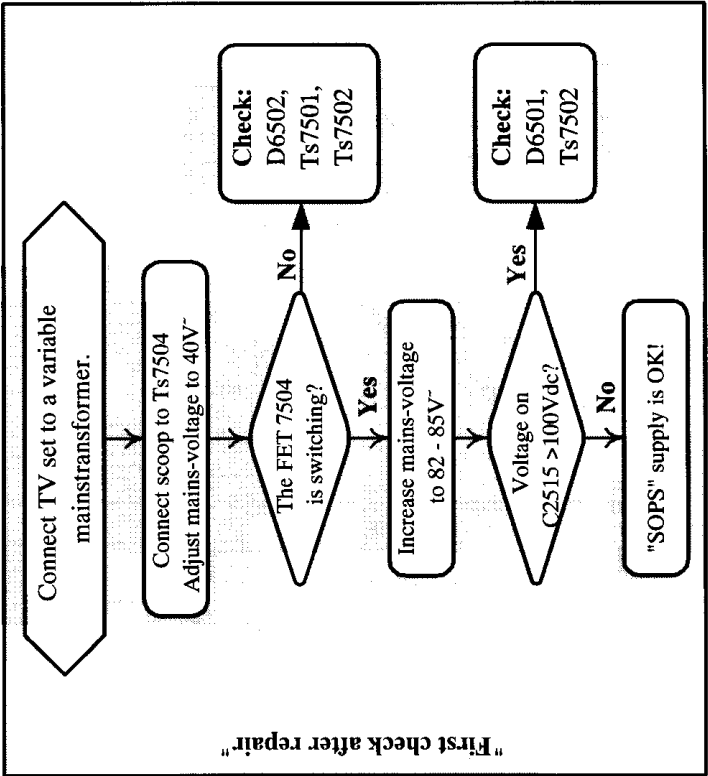 "First check after repair"
Connect TV set to a variable
mainstransformer.
Connect scoop to Ts7504
Adjust mains-voltage to 40V~
The FET 7504
is switching?
No
Check:
D6502,
Ts7501,
Ts7502
Yes
Increase mains-voltage
to 82 - 85V~
Voltage on
C2515 >100Vdc?
Yes
Check:
D6501,
Ts7502
No
"SOPS" supply is OK!